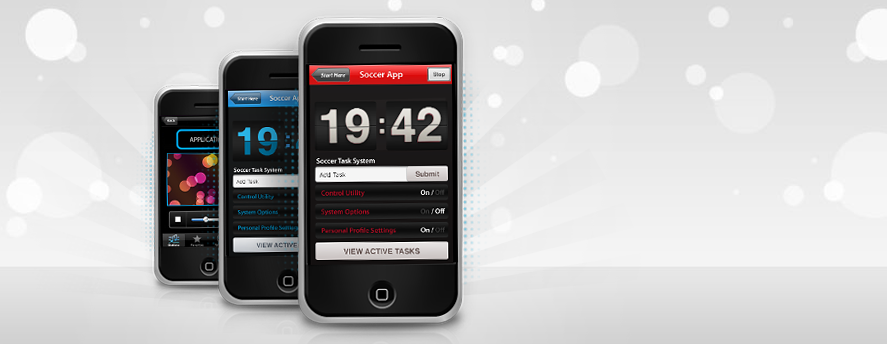 Start Here Soccer App Stop
19:42
Soccer Task System
Add Task Submit
Control Utility On / Off
System Options On / Off
Personal Profile Settings On / Off
VIEW ACTIVE TASKS
Start Here Soccer Ap
19:
Soccer Task System
Add Task
Control Utility
System Options
Personal Profile Settings
VIEW ACTIVE
Back
APPLICATI